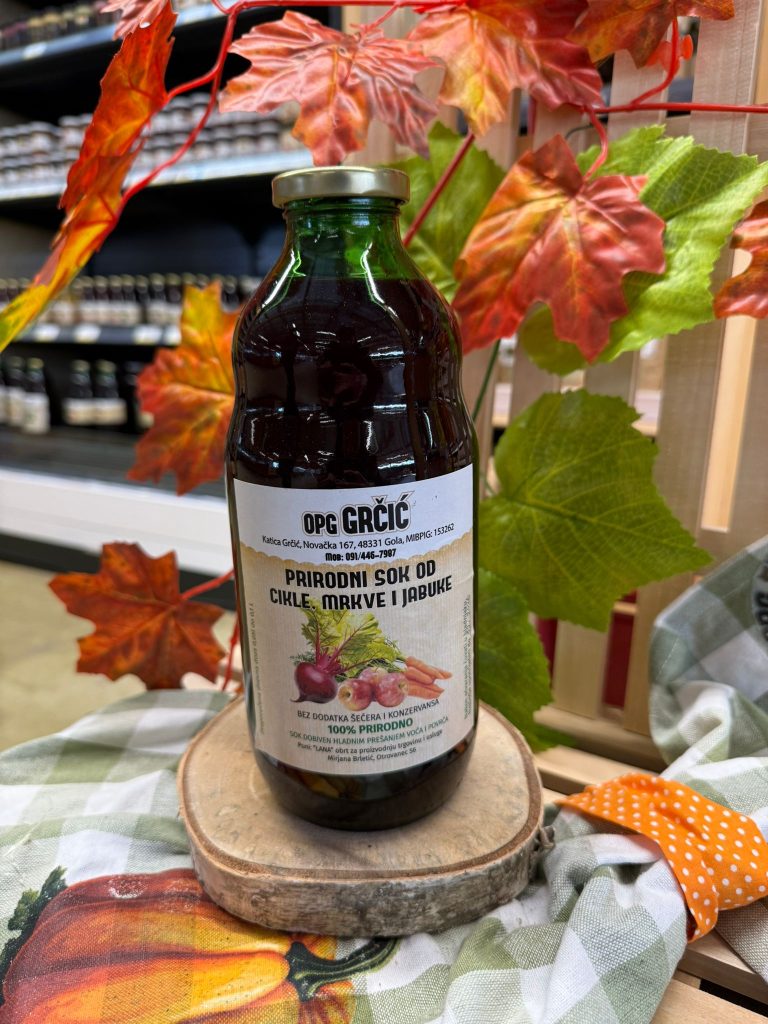 OPG GRČIĆ
Katica Grčić, Novačka 167, 48331 Gola, MIBPIG: 153262
Mob: 091/446-7907
PRIRODNI SOK OD
CIKLE, MRKVE I JABUKE
BEZ DODATKA ŠEĆERA I KONZERVANSA
100% PRIRODNO
SOK DOBIVEN HLADNIM PREŠANJEM VOĆA I POVRĆA
Puni: "LANA" obrt za proizvodnju trgovinu i usluge
Mirjana Brletić, Otrovanec 56